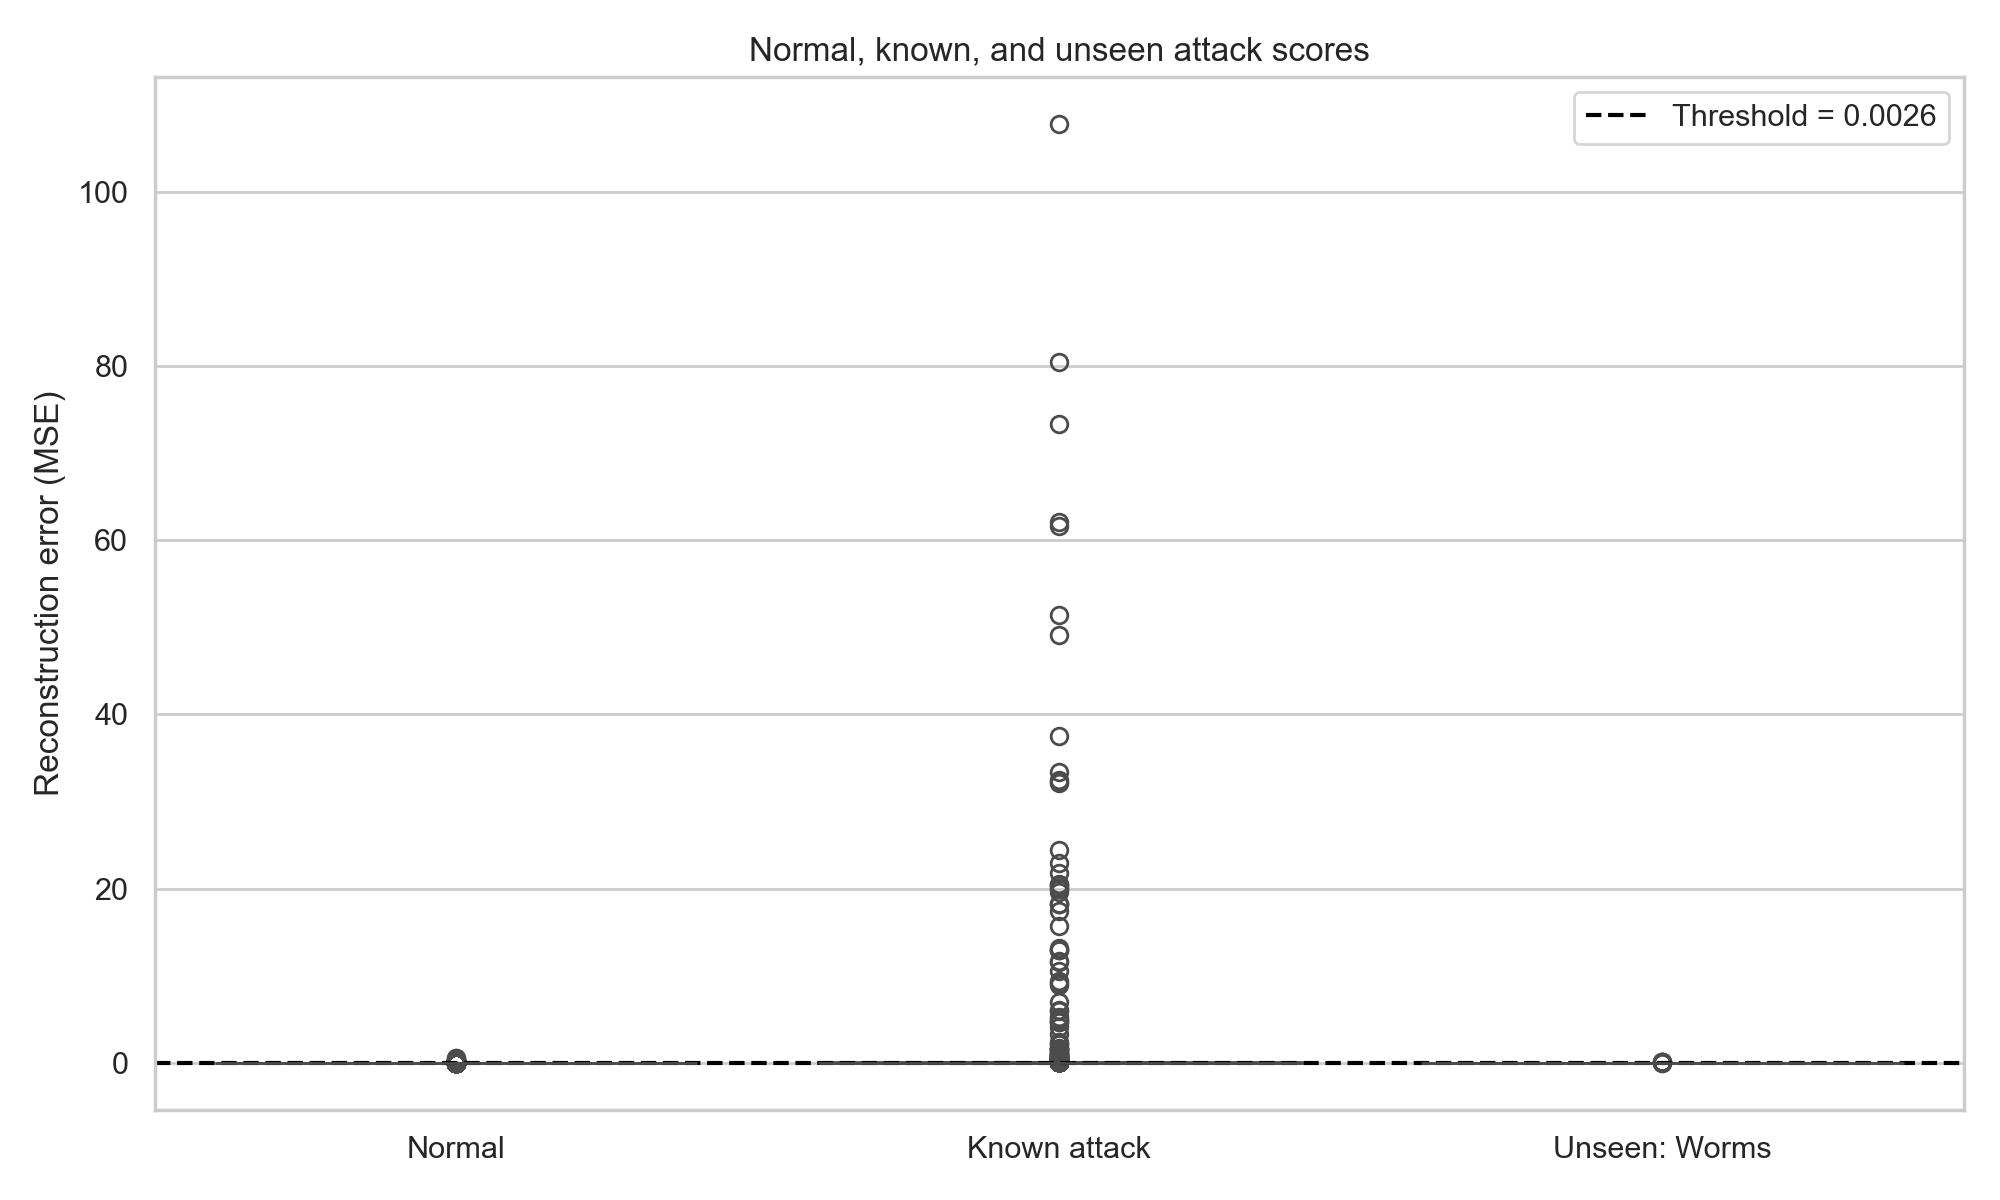 Normal, known, and unseen attack scores
Threshold = 0.0026
Reconstruction error (MSE)
100
80
60
40
20
0
Normal
Known attack
Unseen: Worms